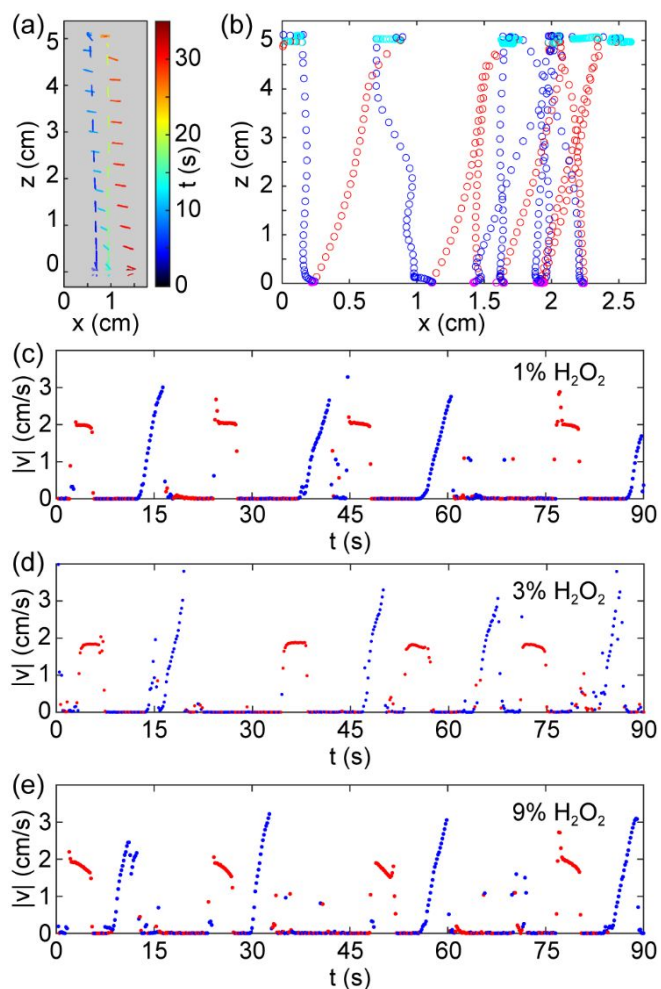 (a)
5
4
3
2
1
0
z (cm)
0 1
x (cm)
30
20
10
0
t (s)
(b)
5
4
3
2
1
0
z (cm)
0 0.5 1 1.5 2 2.5
x (cm)
(c)
1% H₂O₂
3
2
1
0
|v| (cm/s)
0 15 30 45 60 75 90
t (s)
(d)
3% H₂O₂
3
2
1
0
|v| (cm/s)
0 15 30 45 60 75 90
t (s)
(e)
9% H₂O₂
3
2
1
0
|v| (cm/s)
0 15 30 45 60 75 90
t (s)